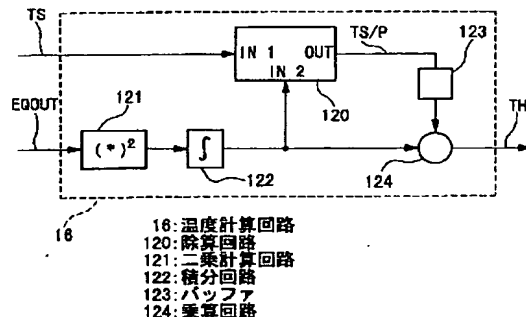 TS
IN 1 OUT
IN 2
TS/P
123
120
EQOUT
121
(*)²
∫
122
124
TH
16
16:温度計算回路
120:除算回路
121:二乗計算回路
122:積分回路
123:バッファ
124:乗算回路